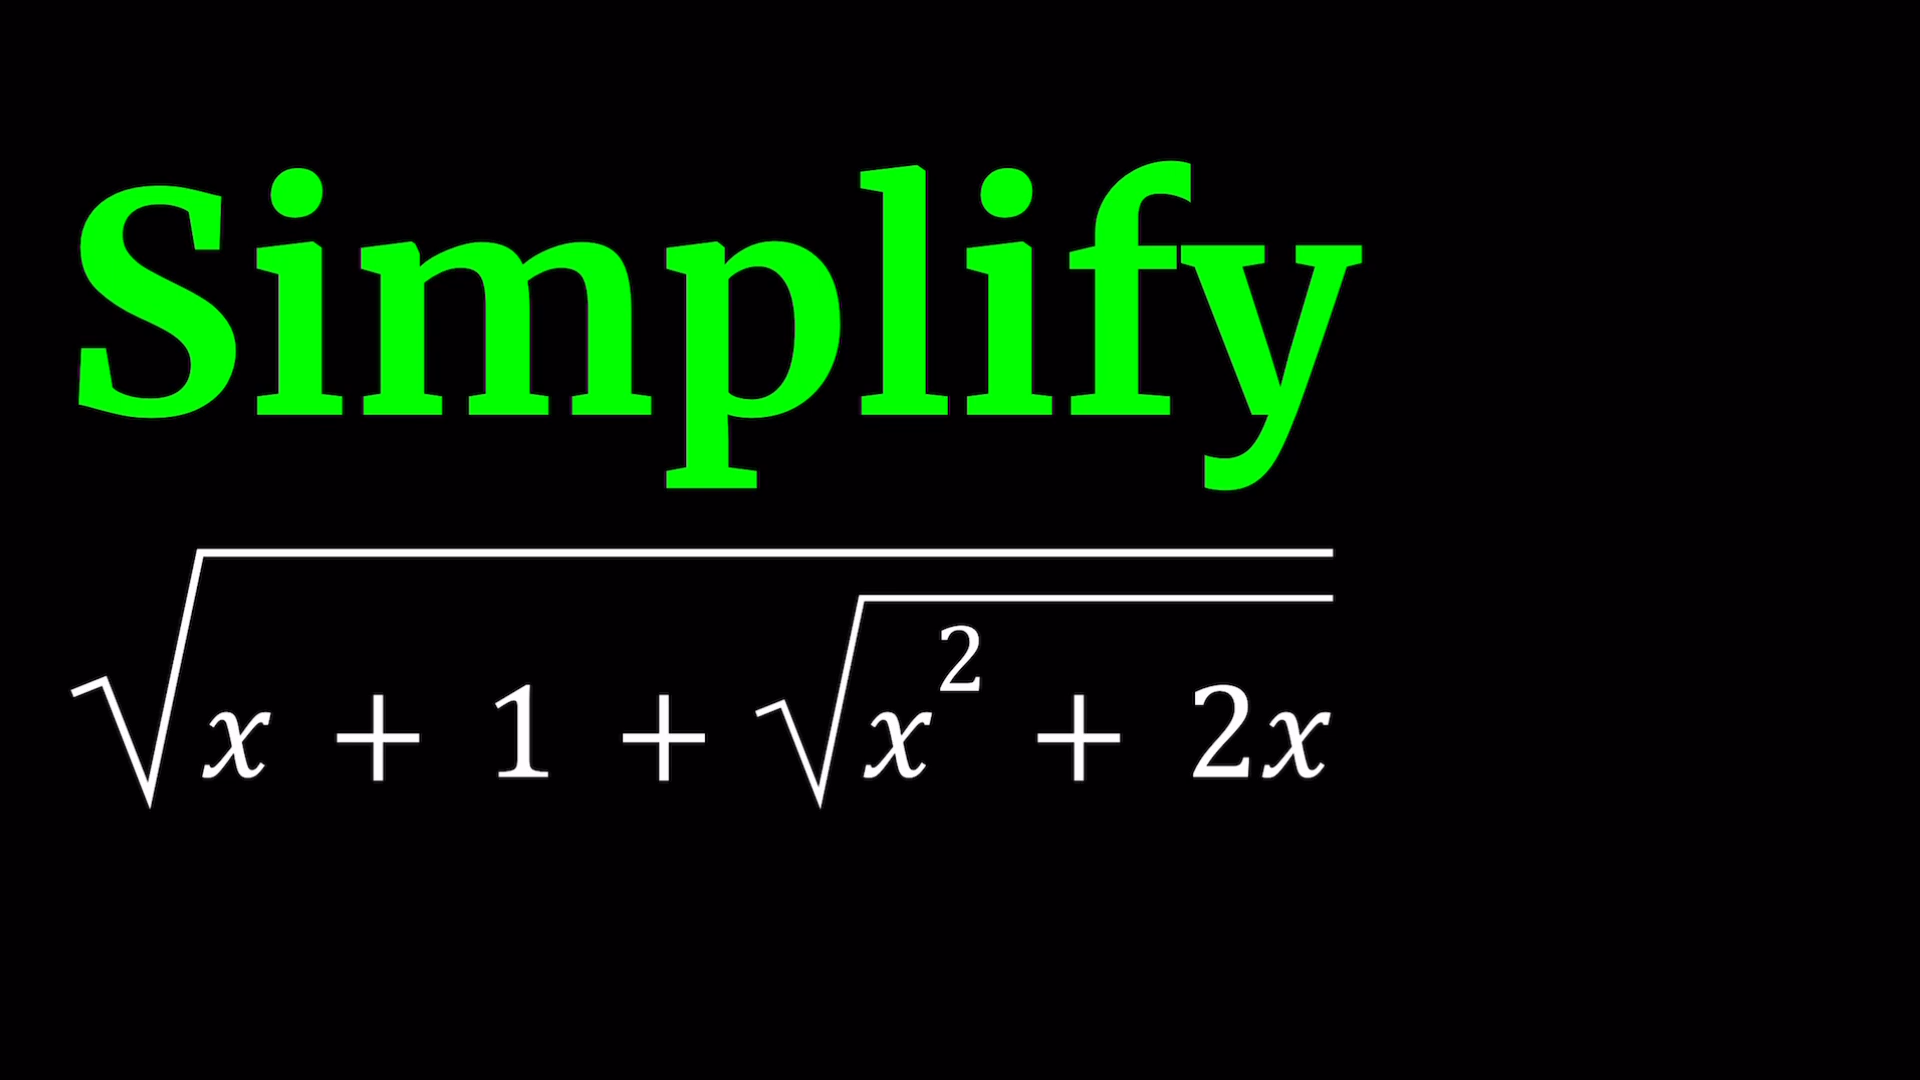 Simplify
√(x + 1 + √(x² + 2x))